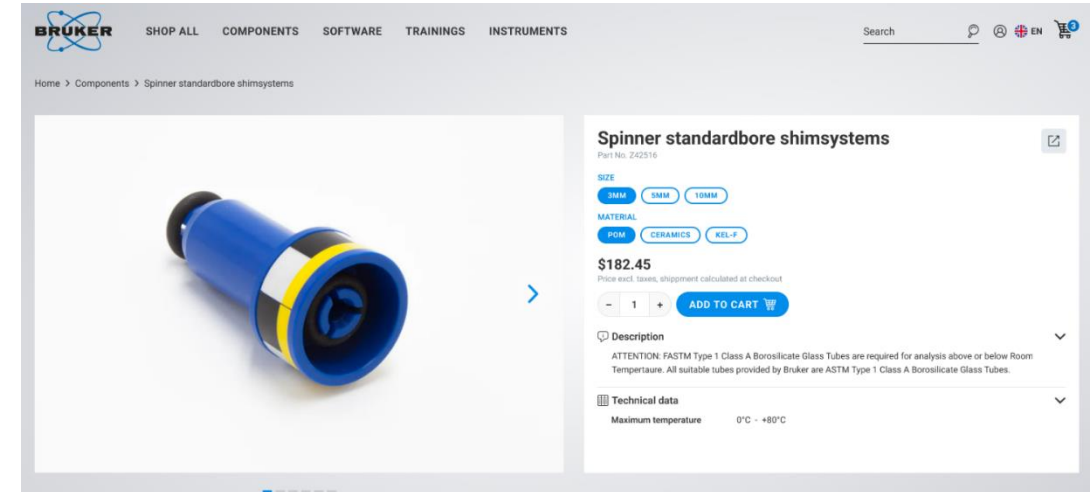 BRUKER
SHOP ALL
COMPONENTS
SOFTWARE
TRAININGS
INSTRUMENTS
Search
EN
3
Home > Components > Spinner standardbore shimsystems
Spinner standardbore shimsystems
Part No. Z42516
SIZE
3MM 5MM 10MM
MATERIAL
POM CERAMICS KEL-F
$182.45
Price excl. taxes, shippment calculated at checkout
- 1 + ADD TO CART
Description
ATTENTION: FASTM Type 1 Class A Borosilicate Glass Tubes are required for analysis above or below Room
Tempertaure. All suitable tubes provided by Bruker are ASTM Type 1 Class A Borosilicate Glass Tubes.
Technical data
Maximum temperature 0°C - +80°C